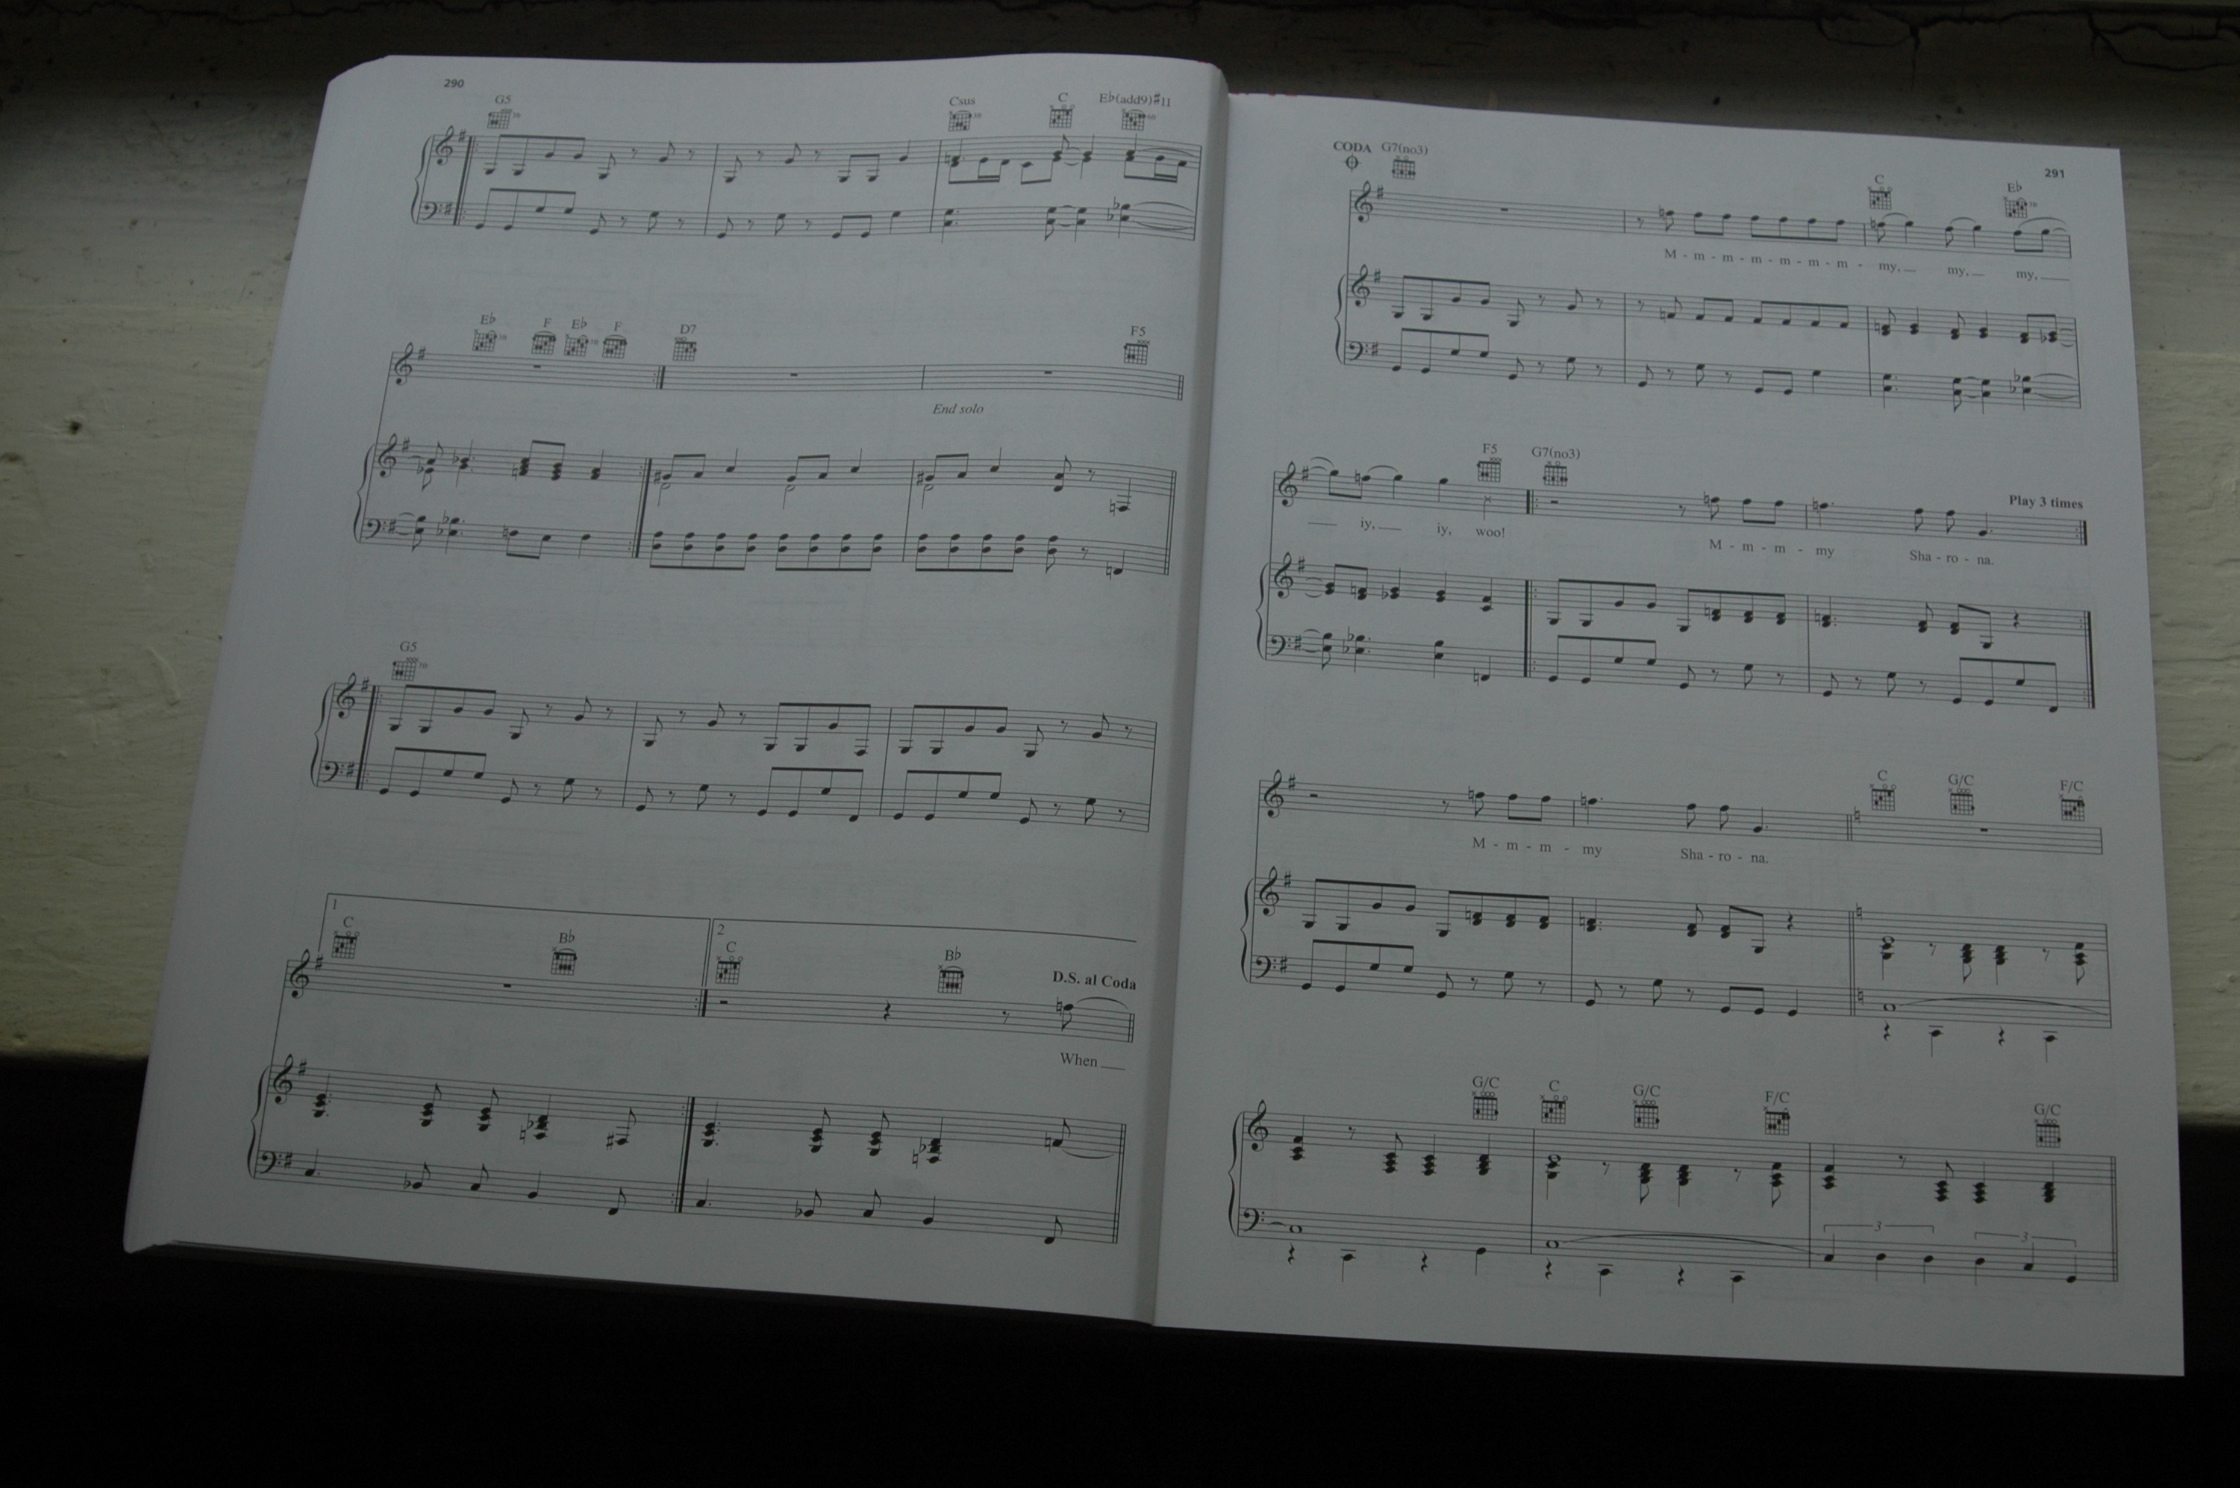 290
G5 Csus C E♭(add9)♯11
E♭ F E♭ F D7 F5
End solo
G5
1 2
C B♭ C B♭
D.S. al Coda
When
291
CODA G7(no3) C E♭
M - m - m - m - m - m - m - my, my, my,
F5 G7(no3)
Play 3 times
iy, iy, woo! M - m - m - my Sha - ro - na.
C G/C F/C
M - m - m - my Sha - ro - na.
G/C C G/C F/C G/C
3 3